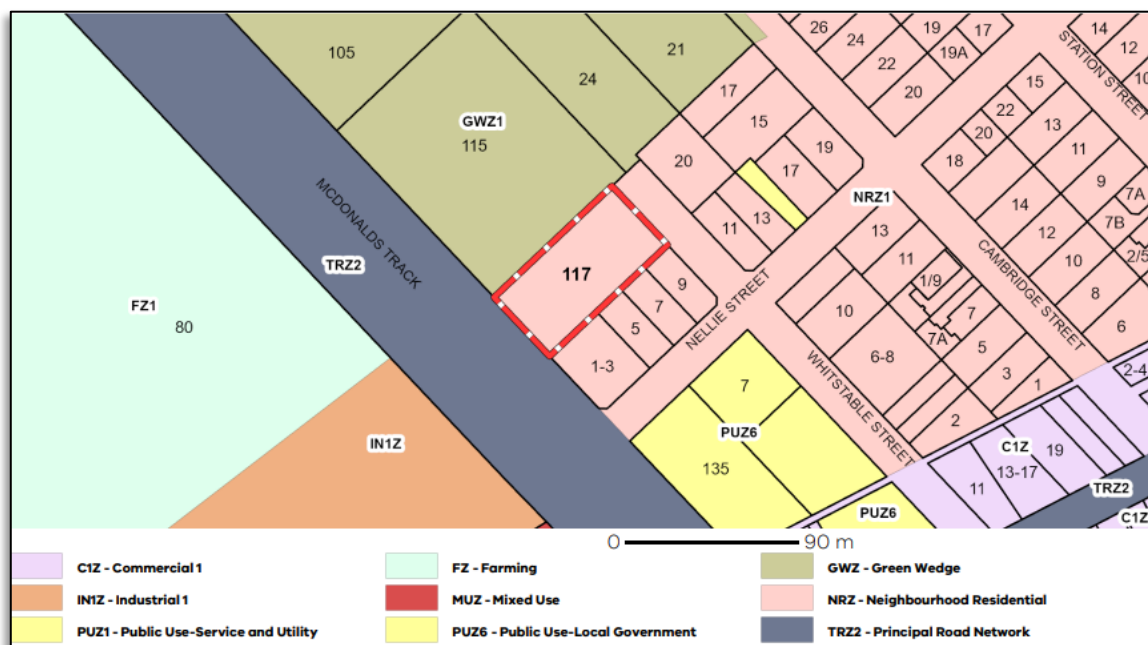 26
24
22
20
19
19A
17
14
12
10
STATION STREET
105
24
21
GWZ1
115
17
15
20
19
17
13
11
15
22
20
18
13
11
9
7A
7B
2/5
14
12
10
8
6
NRZ1
MCDONALDS TRACK
TRZ2
FZ1
80
117
9
7
5
1-3
NELLIE STREET
13
11
1/9
10
7
7A
6-8
5
3
1
2
CAMBRIDGE STREET
WHITSTABLE STREET
2-4
7
PUZ6
135
IN1Z
C1Z
19
13-17
11
TRZ2
PUZ6
C1Z
0 90 m
C1Z - Commercial 1
FZ - Farming
GWZ - Green Wedge
IN1Z - Industrial 1
MUZ - Mixed Use
NRZ - Neighbourhood Residential
PUZ1 - Public Use-Service and Utility
PUZ6 - Public Use-Local Government
TRZ2 - Principal Road Network